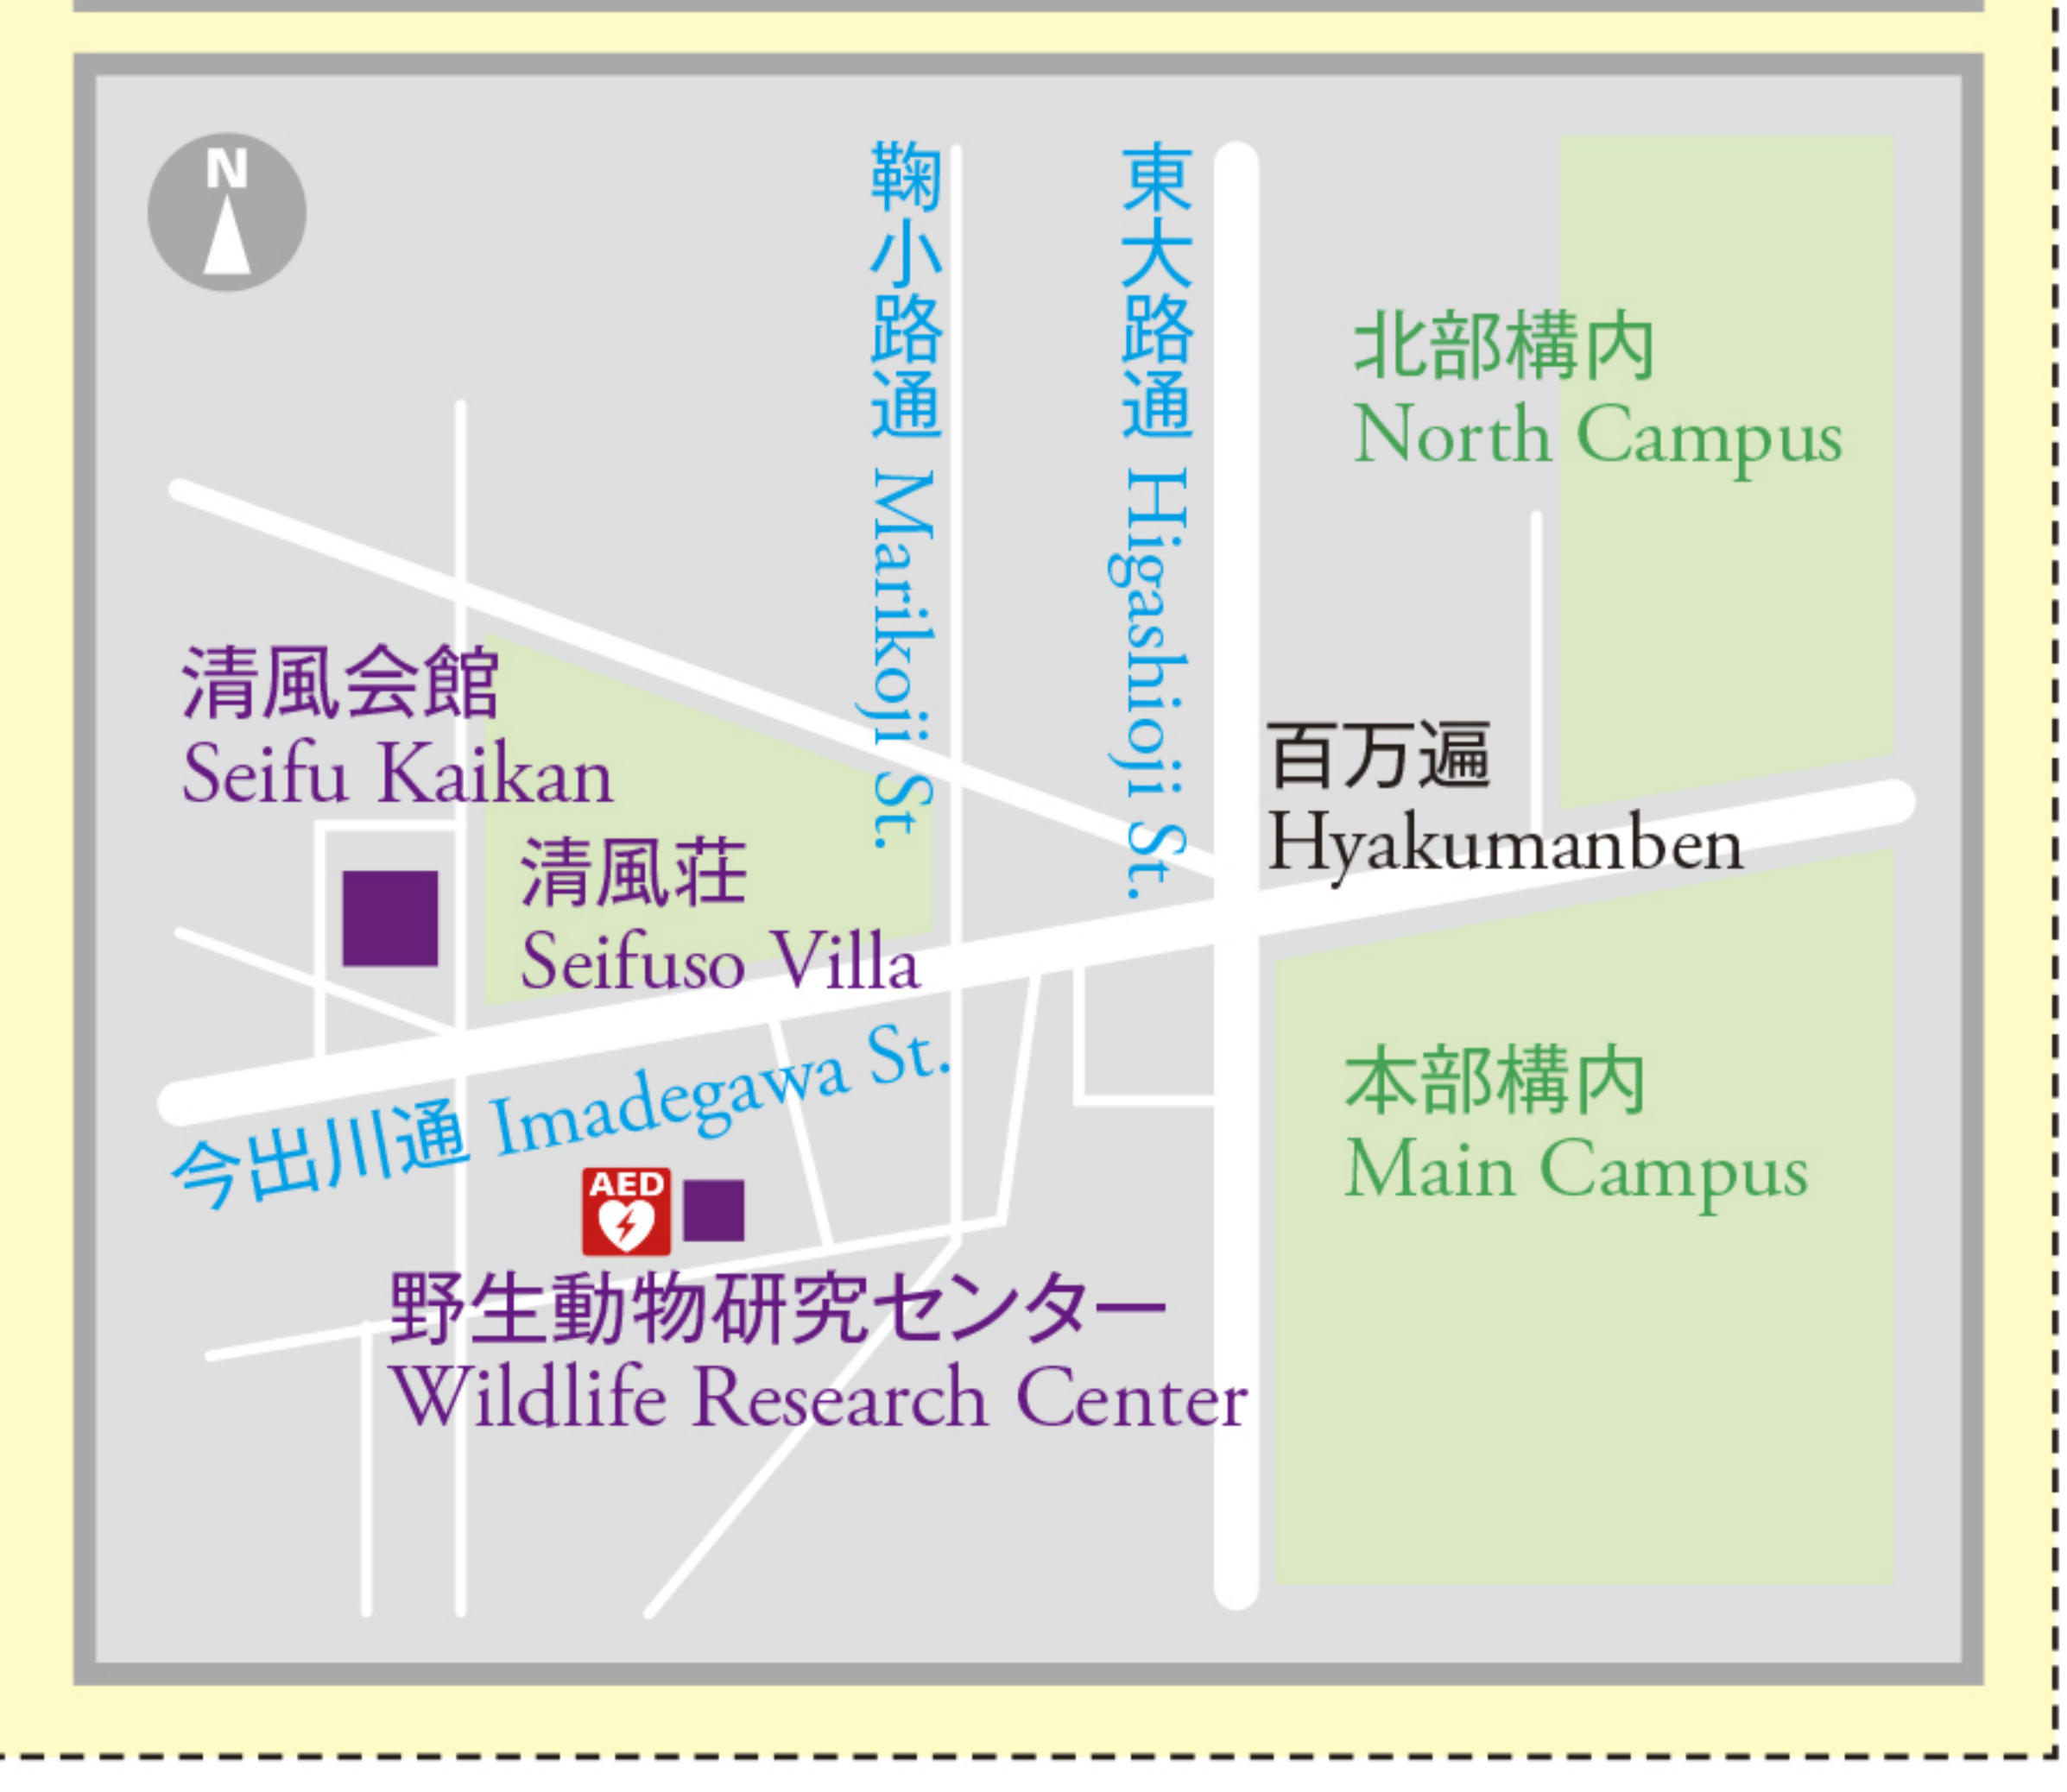 N
鞠小路通 Marikoji St.
東大路通 Higashioji St.
北部構内
North Campus
清風会館
Seifu Kaikan
百万遍
Hyakumanben
清風荘
Seifuso Villa
今出川通 Imadegawa St.
本部構内
Main Campus
AED
野生動物研究センター
Wildlife Research Center